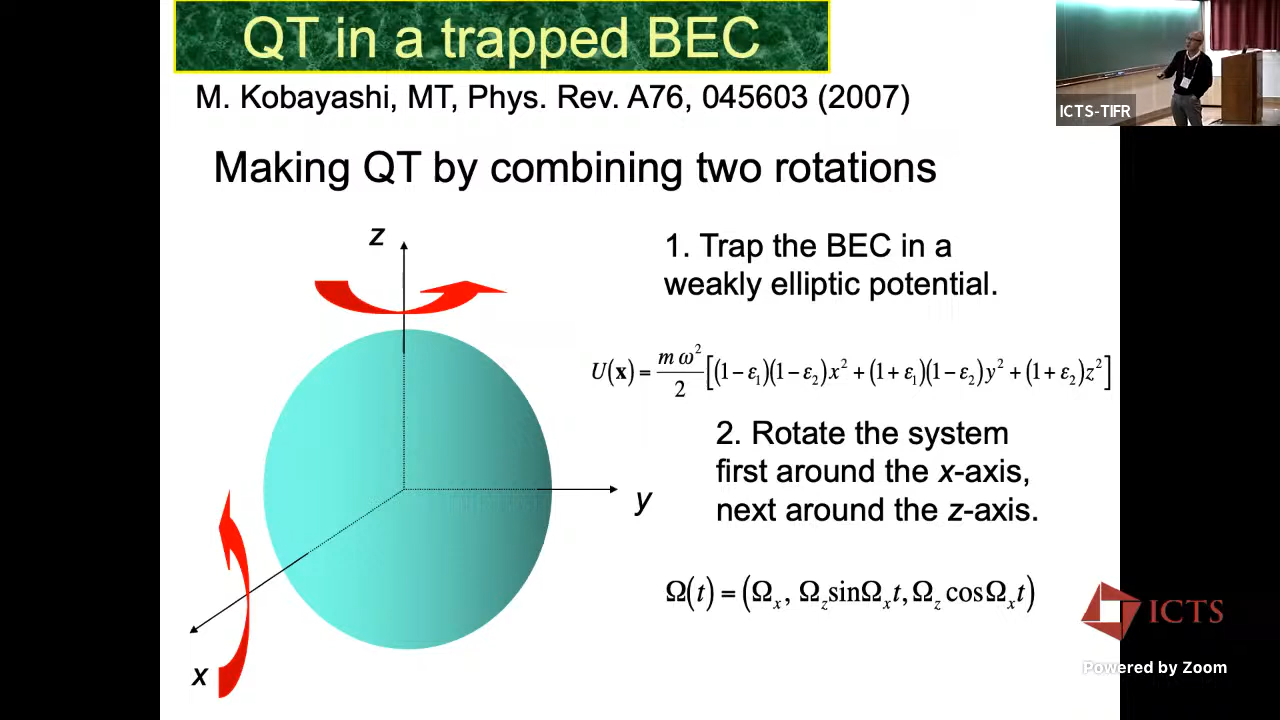 QT in a trapped BEC
ICTS-TIFR
M. Kobayashi, MT, Phys. Rev. A76, 045603 (2007)
Making QT by combining two rotations
z
1. Trap the BEC in a
weakly elliptic potential.
U(x) = mω²/2 [(1−ε₁)(1−ε₂)x² + (1+ε₁)(1−ε₂)y² + (1+ε₂)z²]
2. Rotate the system
first around the x-axis,
next around the z-axis.
y
Ω(t) = (Ωₓ, Ω_z sinΩₓt, Ω_z cosΩₓt)
x
ICTS
Powered by Zoom